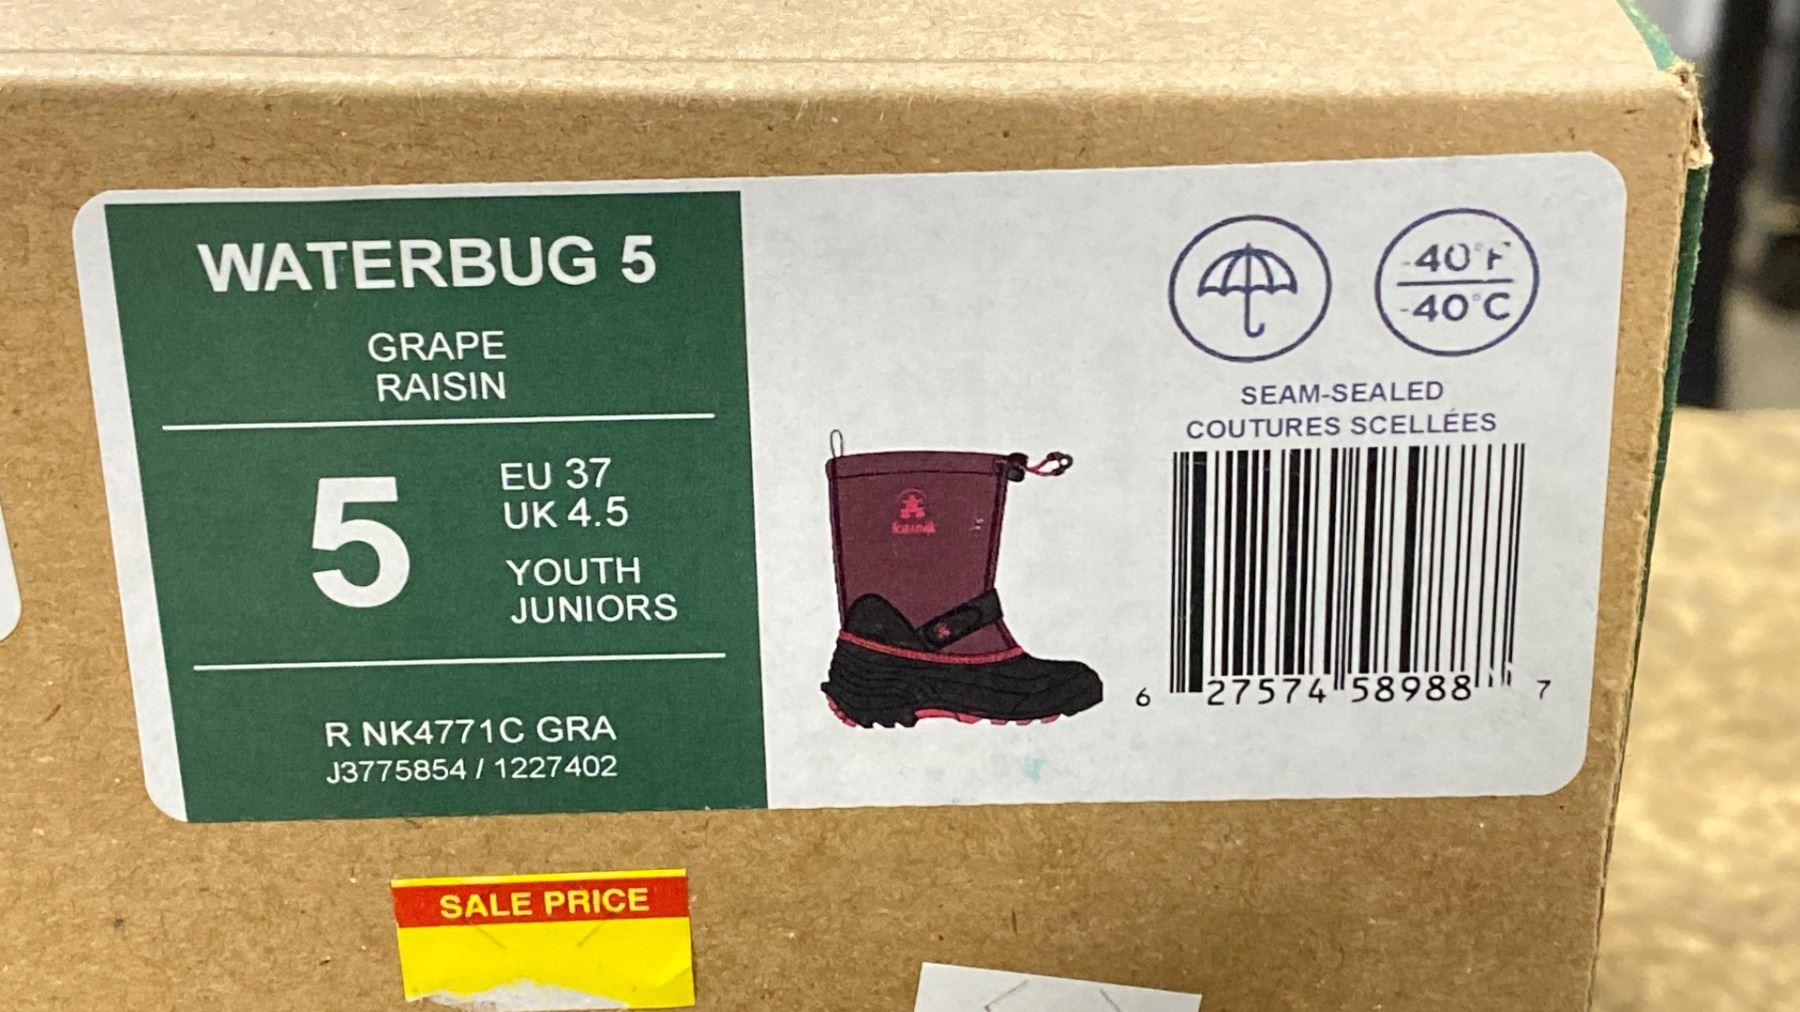 WATERBUG 5
GRAPE
RAISIN
5
EU 37
UK 4.5
YOUTH
JUNIORS
R NK4771C GRA
J3775854 / 1227402
kamik
-40°F
-40°C
SEAM-SEALED
COUTURES SCELLÉES
6 27574 58988 7
SALE PRICE